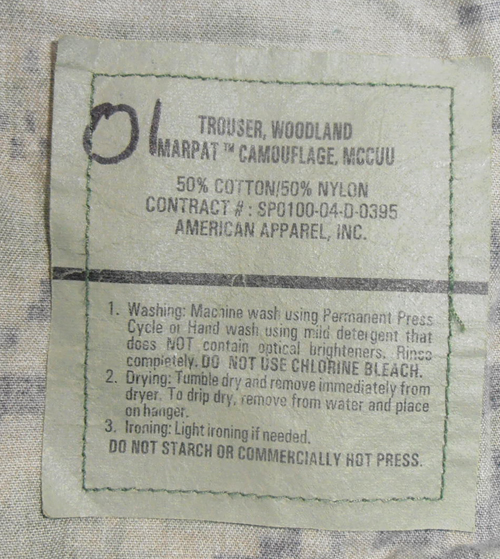 01
TROUSER, WOODLAND
MARPAT™ CAMOUFLAGE, MCCUU
50% COTTON/50% NYLON
CONTRACT # : SP0100-04-D-0395
AMERICAN APPAREL, INC.
1. Washing: Machine wash using Permanent Press
Cycle or Hand wash using mild detergent that
does NOT contain optical brighteners. Rinse
completely. DO NOT USE CHLORINE BLEACH.
2. Drying: Tumble dry and remove immediately from
dryer. To drip dry, remove from water and place
on hanger.
3. Ironing: Light ironing if needed.
DO NOT STARCH OR COMMERCIALLY HOT PRESS.